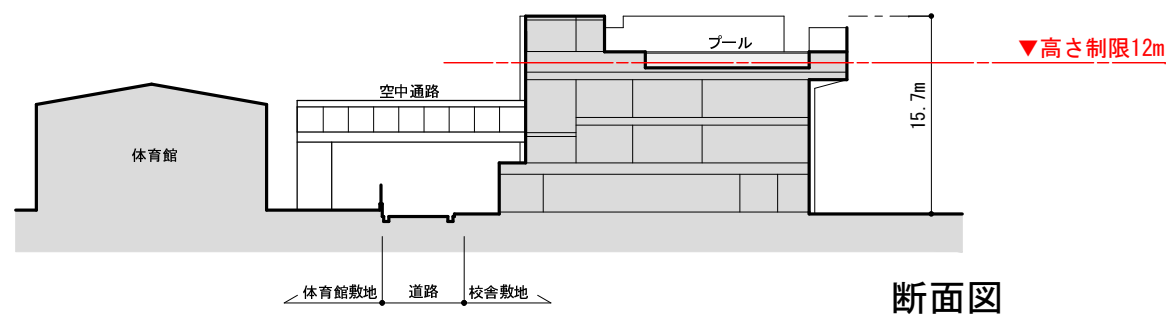 プール
▼高さ制限12m
空中通路
15.7m
体育館
体育館敷地
道路
校舎敷地
断面図